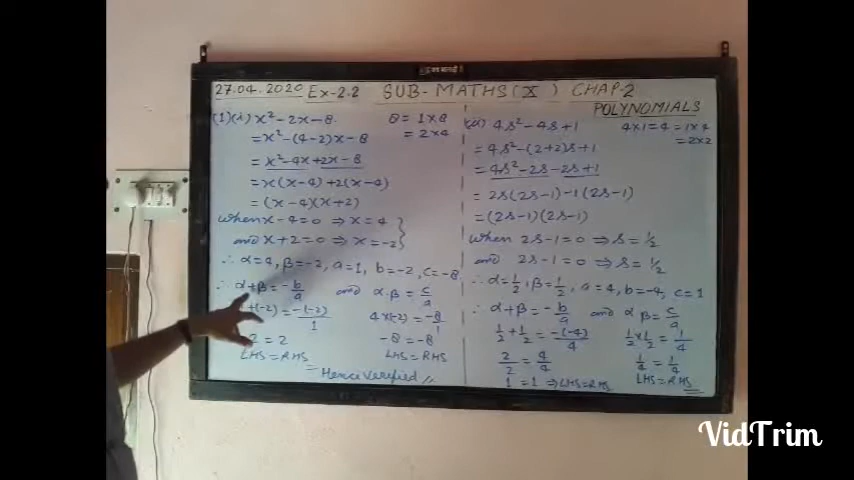 27.04.2020 Ex-2.2 SUB-MATHS(X) CHAP-2
POLYNOMIALS
(1)(i) x²-2x-8. 8 = 1×8
= x²-(4-2)x-8 = 2×4
= x²-4x+2x-8
= x(x-4)+2(x-4)
= (x-4)(x+2)
when x-4=0 ⇒ x=4
and x+2=0 ⇒ x=-2
∴ α=4, β=-2, a=1, b=-2, c=-8
∴ α+β = -b/a and α.β = c/a
+(-2) = -(-2)/1 4×(-2) = -8/1
2 = 2 -8 = -8
LHS=RHS LHS=RHS
Hence Verified
(ii) 4s²-4s+1 4×1=4 = 1×4
= 4s²-(2+2)s+1 = 2×2
= 4s²-2s-2s+1
= 2s(2s-1)-1(2s-1)
= (2s-1)(2s-1)
when 2s-1=0 ⇒ s=1/2
and 2s-1=0 ⇒ s=1/2
∴ α=1/2, β=1/2, a=4, b=-4, c=1
∴ α+β = -b/a and αβ = c/a
1/2+1/2 = -(-4)/4 1/2×1/2 = 1/4
2/2 = 4/4 1/4 = 1/4
1 = 1 ⇒ LHS=RHS LHS=RHS
VidTrim